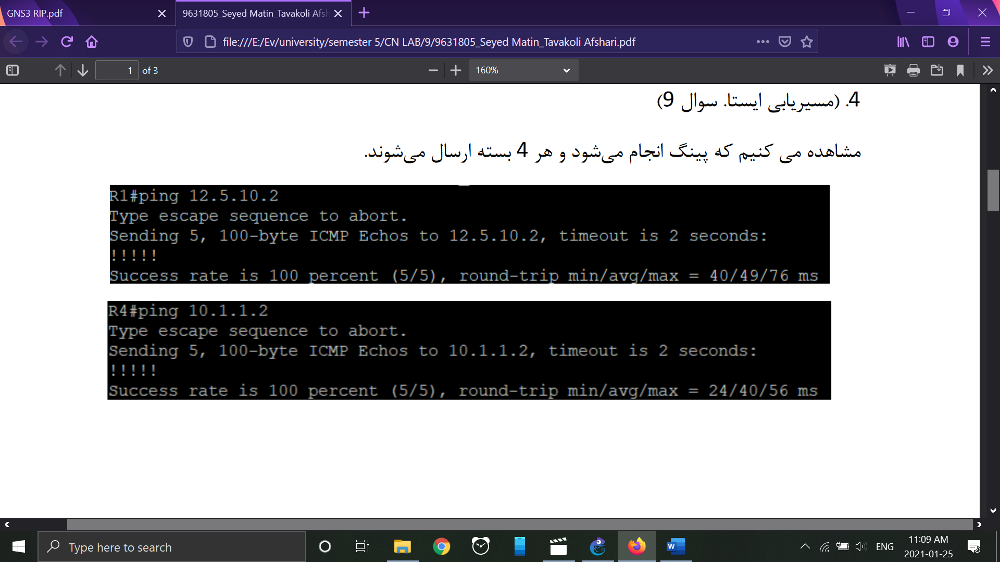 GNS3 RIP.pdf
9631805_Seyed Matin_Tavakoli Afsh
file:///E:/Ev/university/semester 5/CN LAB/9/9631805_Seyed Matin_Tavakoli Afshari.pdf
1 of 3
160%
4. (مسیریابی ایستا. سوال 9)
مشاهده می کنیم که پینگ انجام می‌شود و هر 4 بسته ارسال می‌شوند.
R1#ping 12.5.10.2
Type escape sequence to abort.
Sending 5, 100-byte ICMP Echos to 12.5.10.2, timeout is 2 seconds:
!!!!!
Success rate is 100 percent (5/5), round-trip min/avg/max = 40/49/76 ms
R4#ping 10.1.1.2
Type escape sequence to abort.
Sending 5, 100-byte ICMP Echos to 10.1.1.2, timeout is 2 seconds:
!!!!!
Success rate is 100 percent (5/5), round-trip min/avg/max = 24/40/56 ms
Type here to search
W
ENG
11:09 AM
2021-01-25